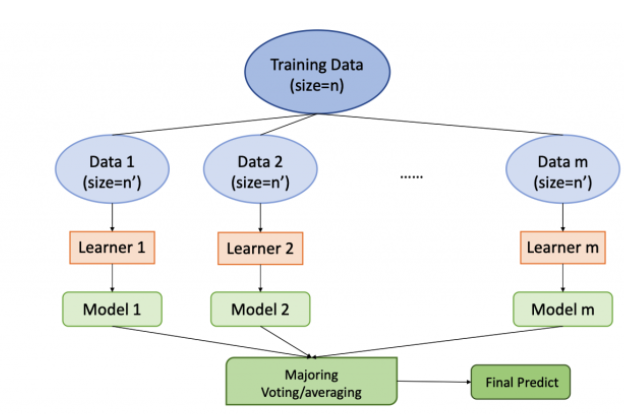 Training Data
(size=n)
Data 1
(size=n’)
Data 2
(size=n’)
......
Data m
(size=n’)
Learner 1
Learner 2
Learner m
Model 1
Model 2
Model m
Majoring
Voting/averaging
Final Predict